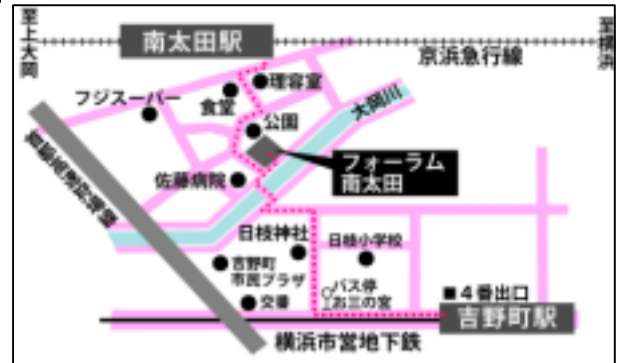 至上大岡
南太田駅
至横浜
京浜急行線
理容室
食堂
フジスーパー
大岡川
公園
フォーラム
南太田
佐藤病院
日枝神社
日枝小学校
吉野町
市民プラザ
バス停
お三の宮
交番
■4番出口
吉野町駅
横浜市営地下鉄